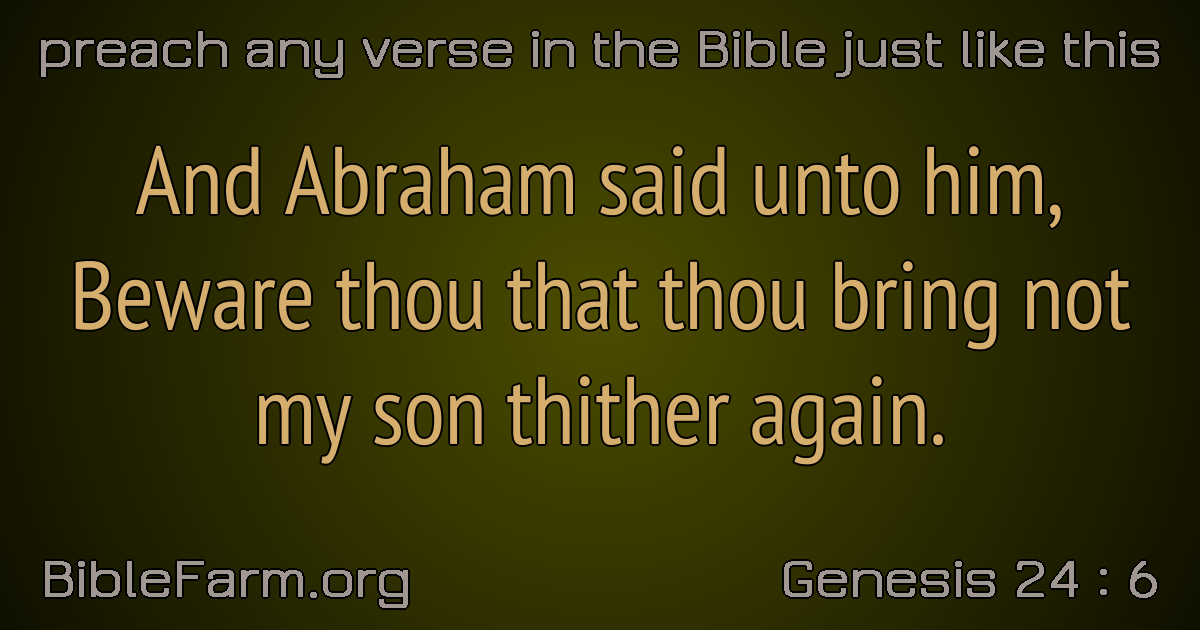 preach any verse in the Bible just like this
And Abraham said unto him,
Beware thou that thou bring not
my son thither again.
BibleFarm.org
Genesis 24 : 6